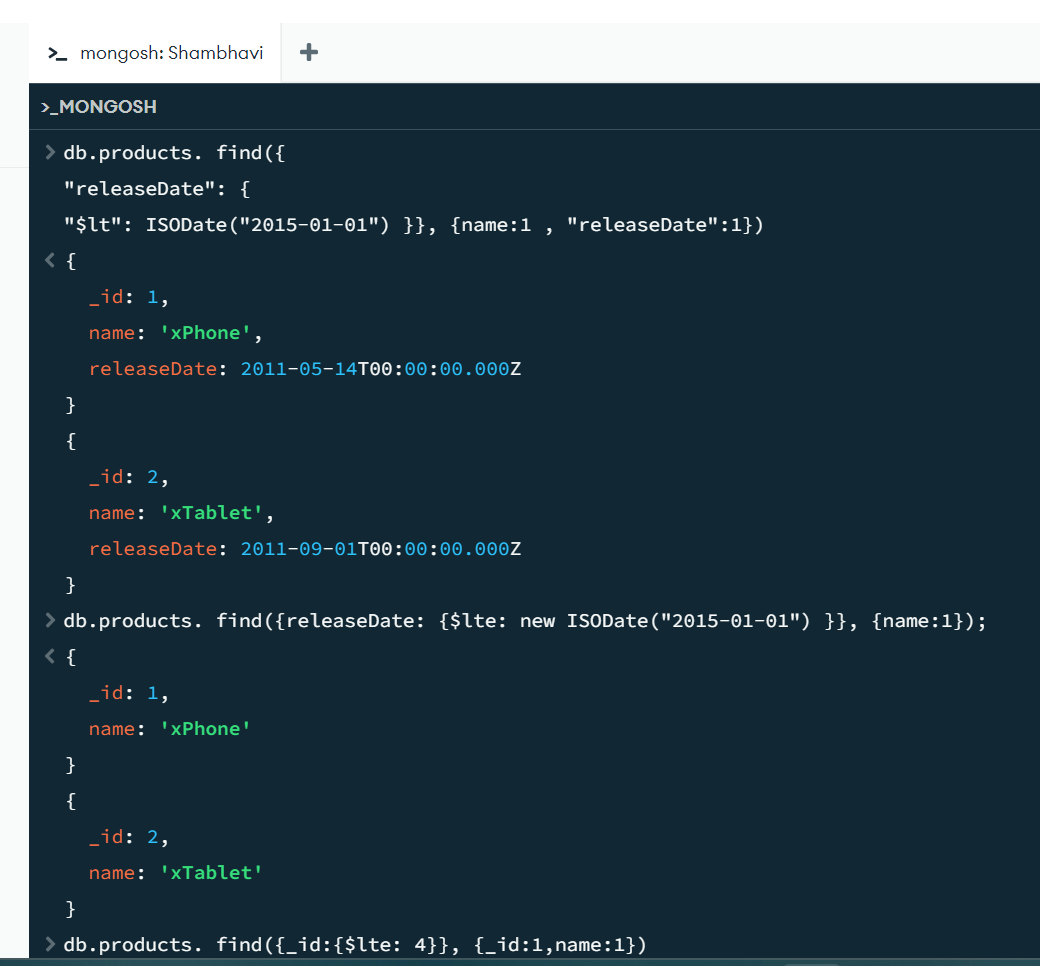 >_ mongosh: Shambhavi +
>_MONGOSH
> db.products. find({
"releaseDate": {
"$lt": ISODate("2015-01-01") }}, {name:1 , "releaseDate":1})
< {
_id: 1,
name: 'xPhone',
releaseDate: 2011-05-14T00:00:00.000Z
}
{
_id: 2,
name: 'xTablet',
releaseDate: 2011-09-01T00:00:00.000Z
}
> db.products. find({releaseDate: {$lte: new ISODate("2015-01-01") }}, {name:1});
< {
_id: 1,
name: 'xPhone'
}
{
_id: 2,
name: 'xTablet'
}
> db.products. find({_id:{$lte: 4}}, {_id:1,name:1})